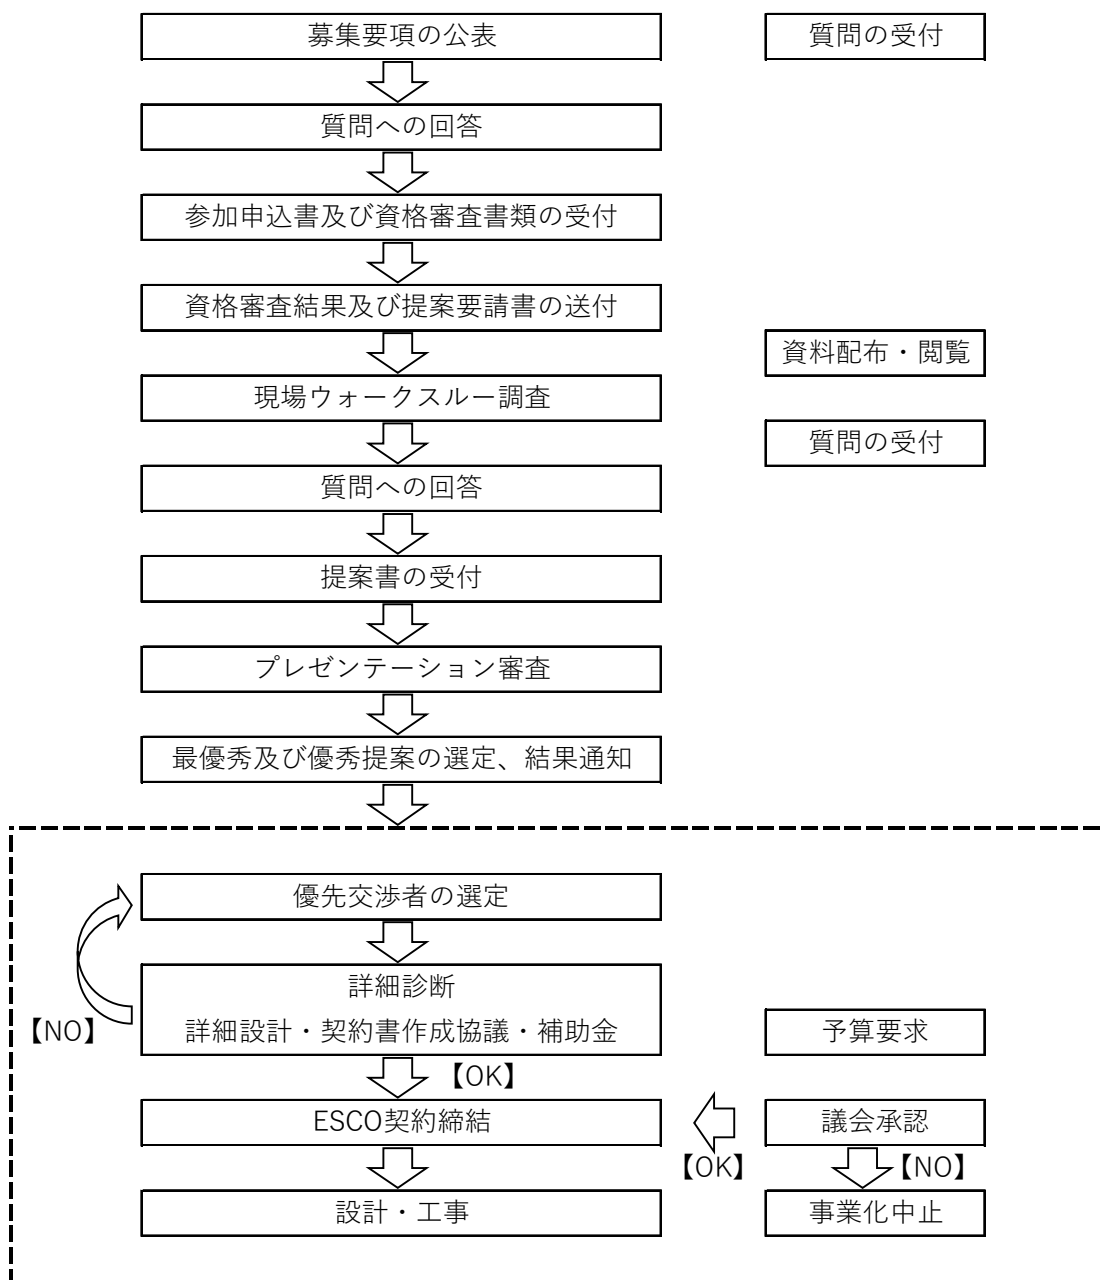 募集要項の公表
質問の受付
質問への回答
参加申込書及び資格審査書類の受付
資格審査結果及び提案要請書の送付
資料配布・閲覧
現場ウォークスルー調査
質問の受付
質問への回答
提案書の受付
プレゼンテーション審査
最優秀及び優秀提案の選定、結果通知
優先交渉者の選定
詳細診断
【NO】
詳細設計・契約書作成協議・補助金
予算要求
【OK】
ESCO契約締結
議会承認
【OK】
【NO】
設計・工事
事業化中止